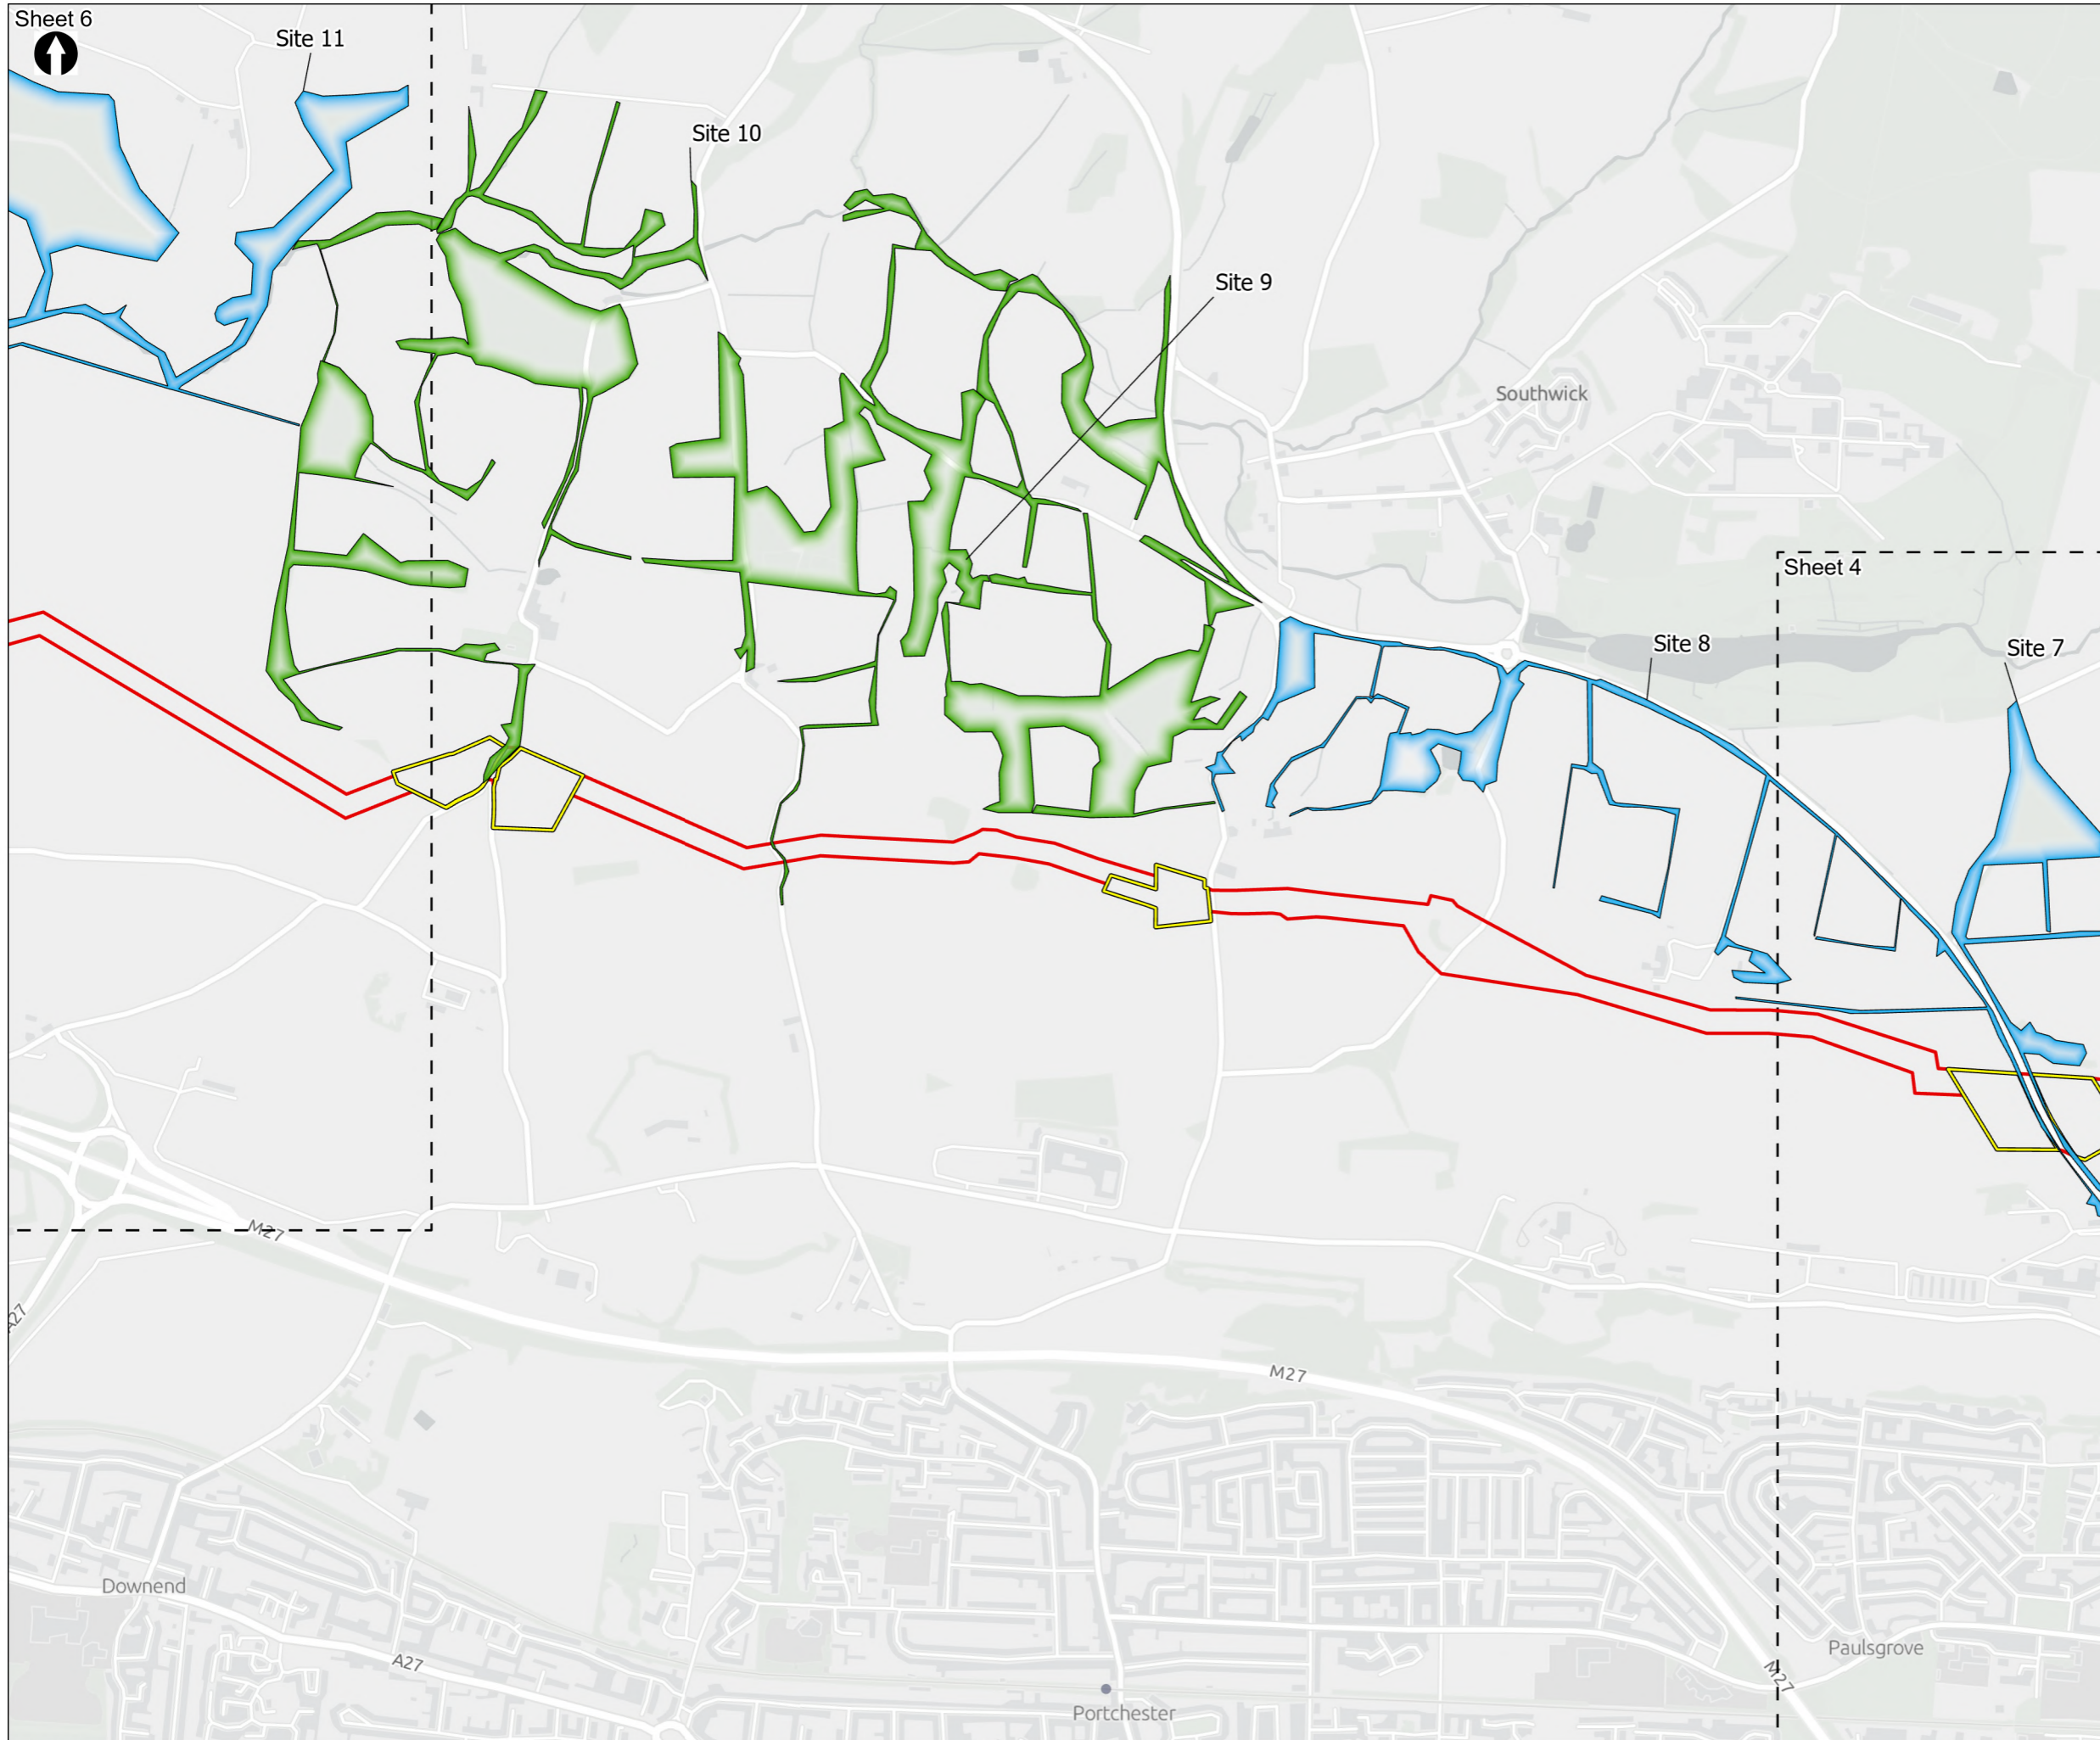 Sheet 6
Site 11
Site 10
Site 9
Southwick
Sheet 4
Site 8
Site 7
M27
A27
M27
Downend
A27
Paulsgrove
M27
Portchester